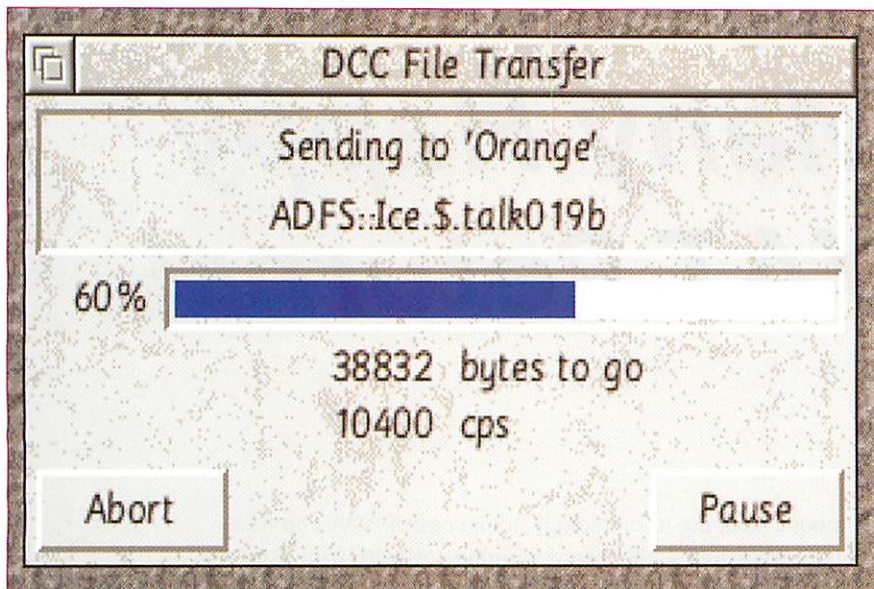 DCC File Transfer
Sending to 'Orange'
ADFS::Ice.$.talk019b
60%
38832 bytes to go
10400 cps
Abort
Pause